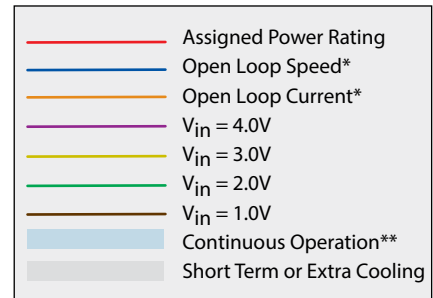 Assigned Power Rating
Open Loop Speed*
Open Loop Current*
Vin = 4.0V
Vin = 3.0V
Vin = 2.0V
Vin = 1.0V
Continuous Operation**
Short Term or Extra Cooling